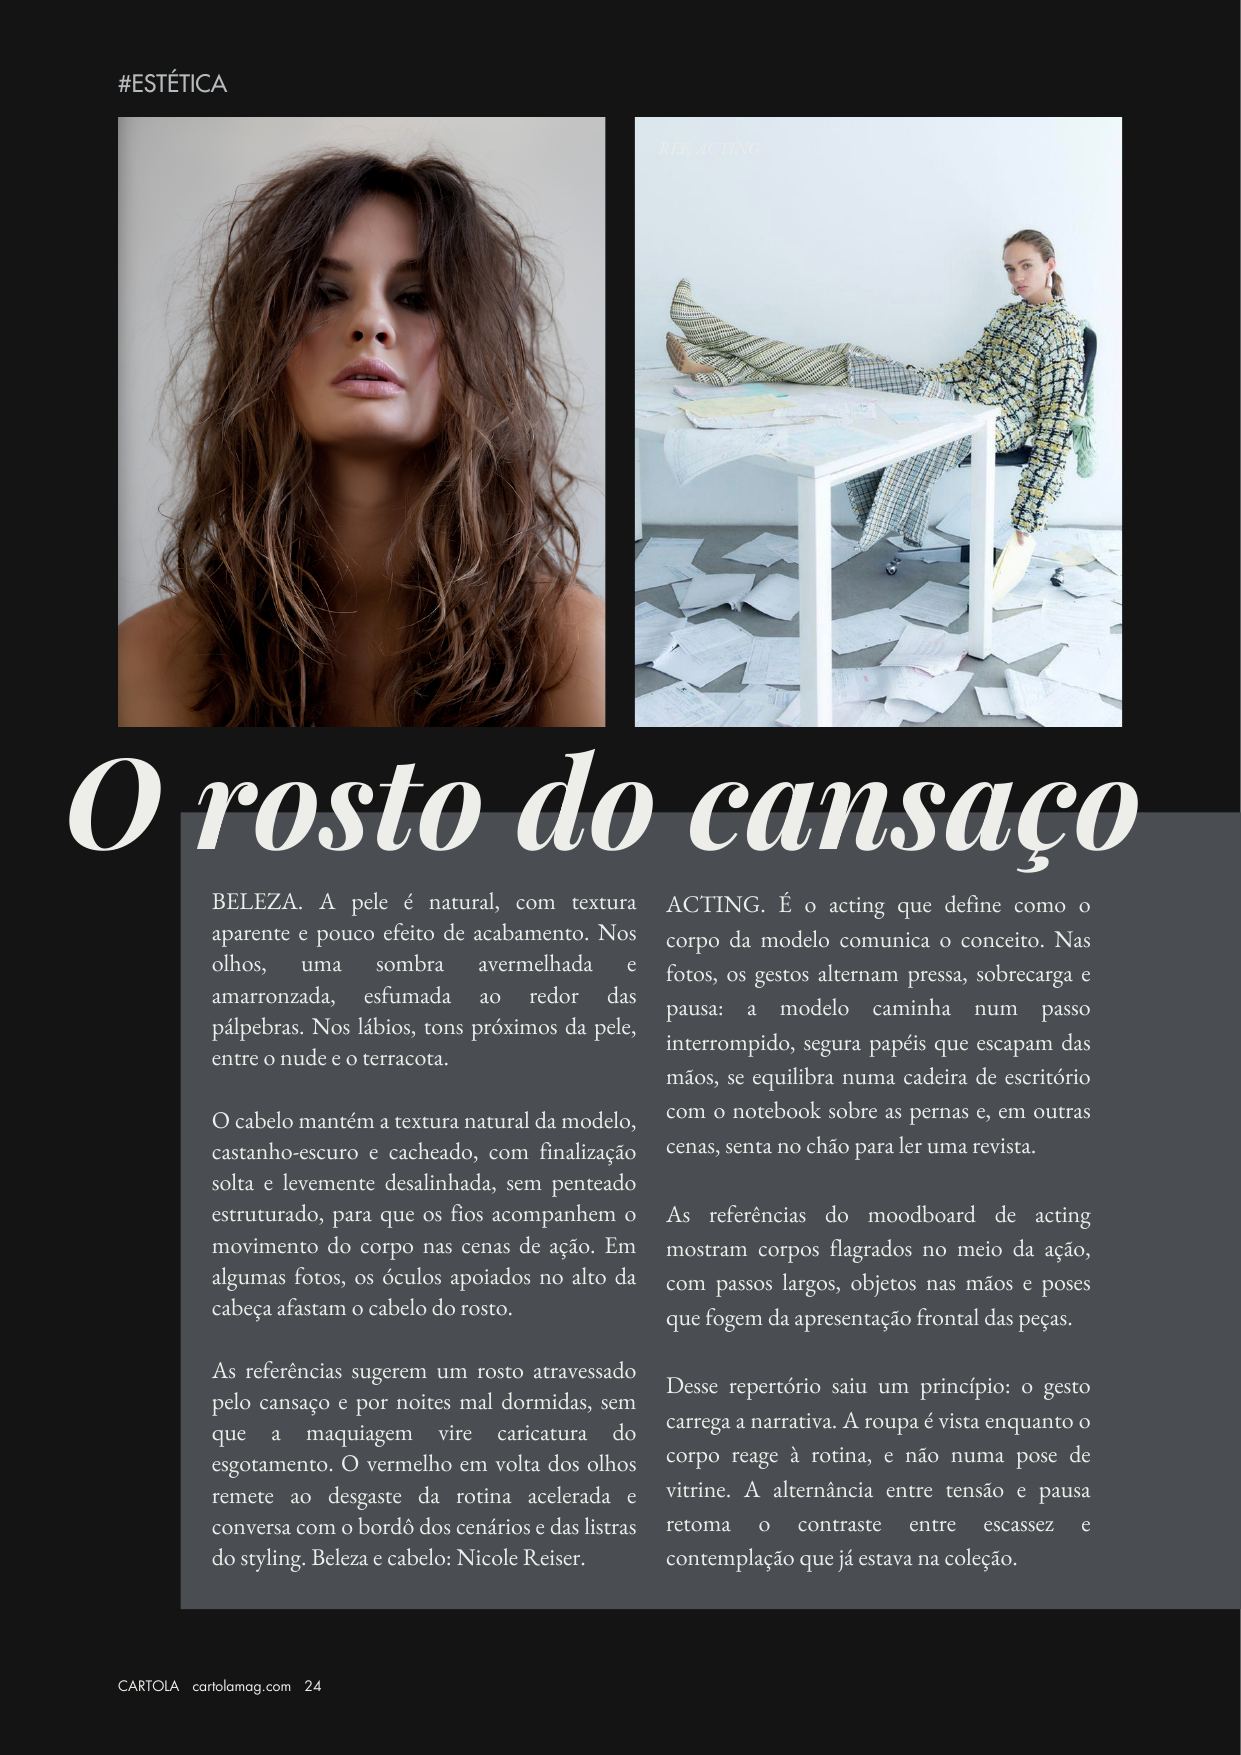 #ESTÉTICA
REF. ACTING
O rosto do cansaço
BELEZA. A pele é natural, com textura
aparente e pouco efeito de acabamento. Nos
olhos, uma sombra avermelhada e
amarronzada, esfumada ao redor das
pálpebras. Nos lábios, tons próximos da pele,
entre o nude e o terracota.
O cabelo mantém a textura natural da modelo,
castanho-escuro e cacheado, com finalização
solta e levemente desalinhada, sem penteado
estruturado, para que os fios acompanhem o
movimento do corpo nas cenas de ação. Em
algumas fotos, os óculos apoiados no alto da
cabeça afastam o cabelo do rosto.
As referências sugerem um rosto atravessado
pelo cansaço e por noites mal dormidas, sem
que a maquiagem vire caricatura do
esgotamento. O vermelho em volta dos olhos
remete ao desgaste da rotina acelerada e
conversa com o bordô dos cenários e das listras
do styling. Beleza e cabelo: Nicole Reiser.
ACTING. É o acting que define como o
corpo da modelo comunica o conceito. Nas
fotos, os gestos alternam pressa, sobrecarga e
pausa: a modelo caminha num passo
interrompido, segura papéis que escapam das
mãos, se equilibra numa cadeira de escritório
com o notebook sobre as pernas e, em outras
cenas, senta no chão para ler uma revista.
As referências do moodboard de acting
mostram corpos flagrados no meio da ação,
com passos largos, objetos nas mãos e poses
que fogem da apresentação frontal das peças.
Desse repertório saiu um princípio: o gesto
carrega a narrativa. A roupa é vista enquanto o
corpo reage à rotina, e não numa pose de
vitrine. A alternância entre tensão e pausa
retoma o contraste entre escassez e
contemplação que já estava na coleção.
CARTOLA cartolamag.com 24